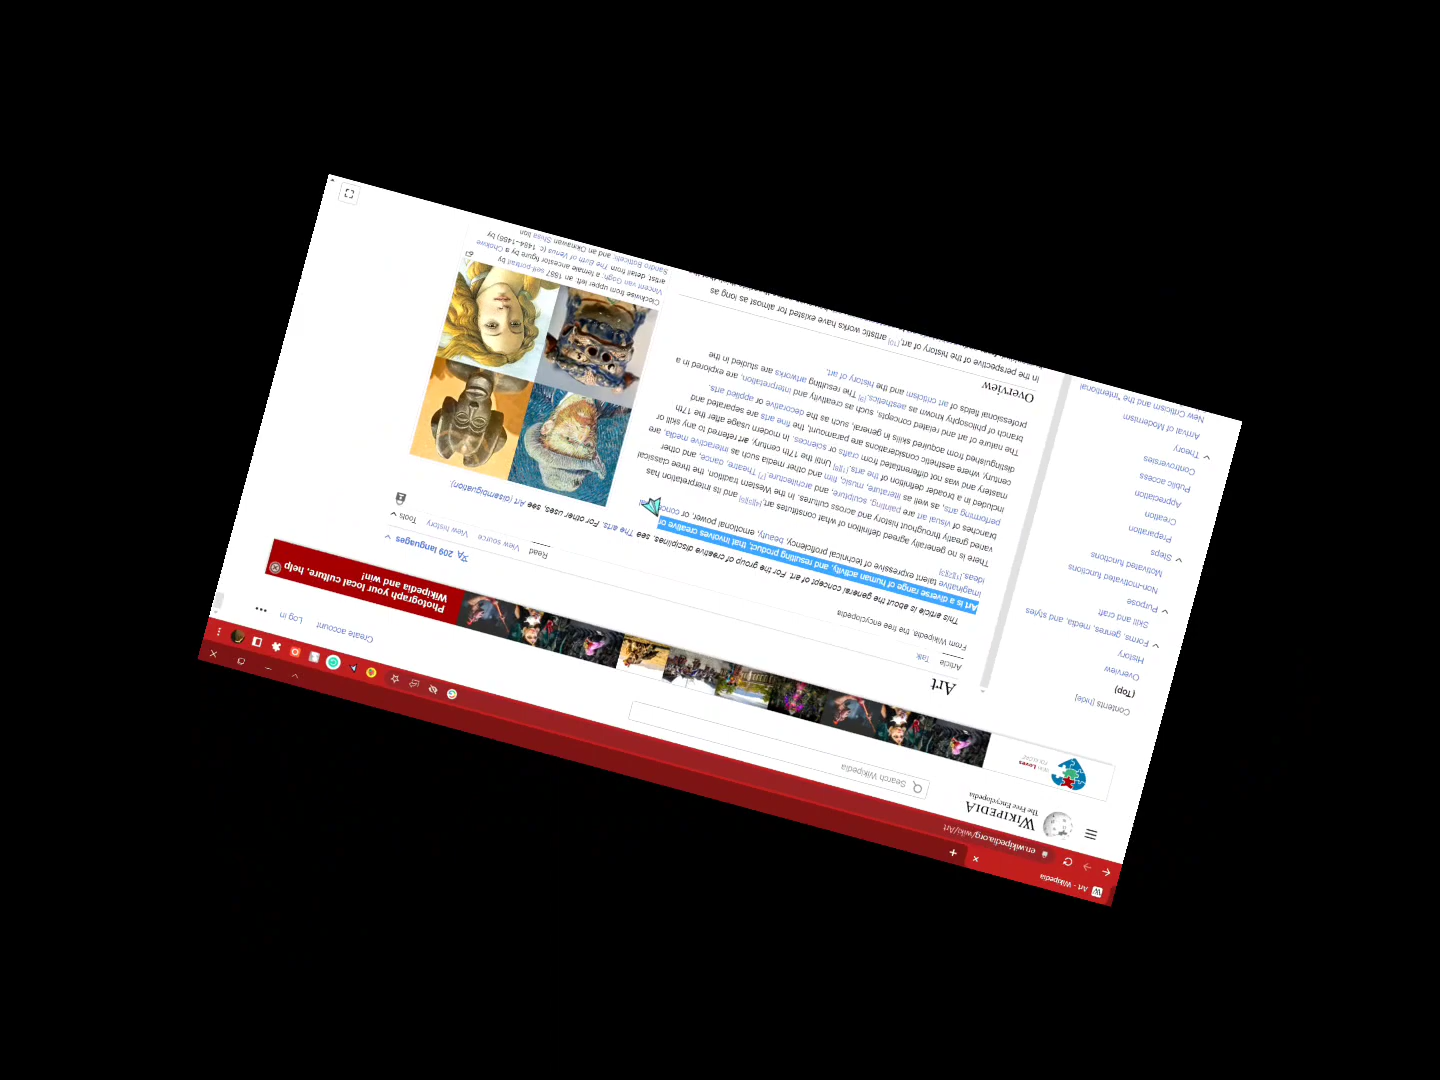 Art - Wikipedia
en.wikipedia.org/wiki/Art
WIKIPEDIA
The Free Encyclopedia
Search Wikipedia
Create account
Log in
Photograph your local culture, help
Wikipedia and win!
Contents [hide]
(Top)
Overview
History
Forms, genres, media, and styles
Skill and craft
Purpose
Non-motivated functions
Motivated functions
Steps
Preparation
Creation
Appreciation
Public access
Controversies
Theory
Arrival of Modernism
New Criticism and the "Intentional
Art
209 languages
Article
Talk
Read
View source
View history
Tools
From Wikipedia, the free encyclopedia
This article is about the general concept of art. For the group of creative disciplines, see The arts. For other uses, see Art (disambiguation).
Art is a diverse range of human activity, and resulting product, that involves creative or
imaginative talent expressive of technical proficiency, beauty, emotional power, or
ideas.[1][2][3]
There is no generally agreed definition of what constitutes art,[4][5][6] and its interpretation has
varied greatly throughout history and across cultures. In the Western tradition, the three classical
branches of visual art are painting, sculpture, and architecture.[7] Theatre, dance, and other
performing arts, as well as literature, music, film and other media such as interactive media, are
included in a broader definition of the arts.[1][8] Until the 17th century, art referred to any skill or
mastery and was not differentiated from crafts or sciences. In modern usage after the 17th
century, where aesthetic considerations are paramount, the fine arts are separated and
distinguished from acquired skills in general, such as the decorative or applied arts.
The nature of art and related concepts, such as creativity and interpretation, are explored in a
branch of philosophy known as aesthetics.[9] The resulting artworks are studied in the
professional fields of art criticism and the history of art.
Overview
In the perspective of the history of art,[10] artistic works have existed for almost as long as
Clockwise from upper left: an 1887 self-portrait by
Vincent van Gogh; a female ancestor figure by a Chokwe
artist; detail from The Birth of Venus (c. 1484–1486) by
Sandro Botticelli; and an Okinawan Shisa lion